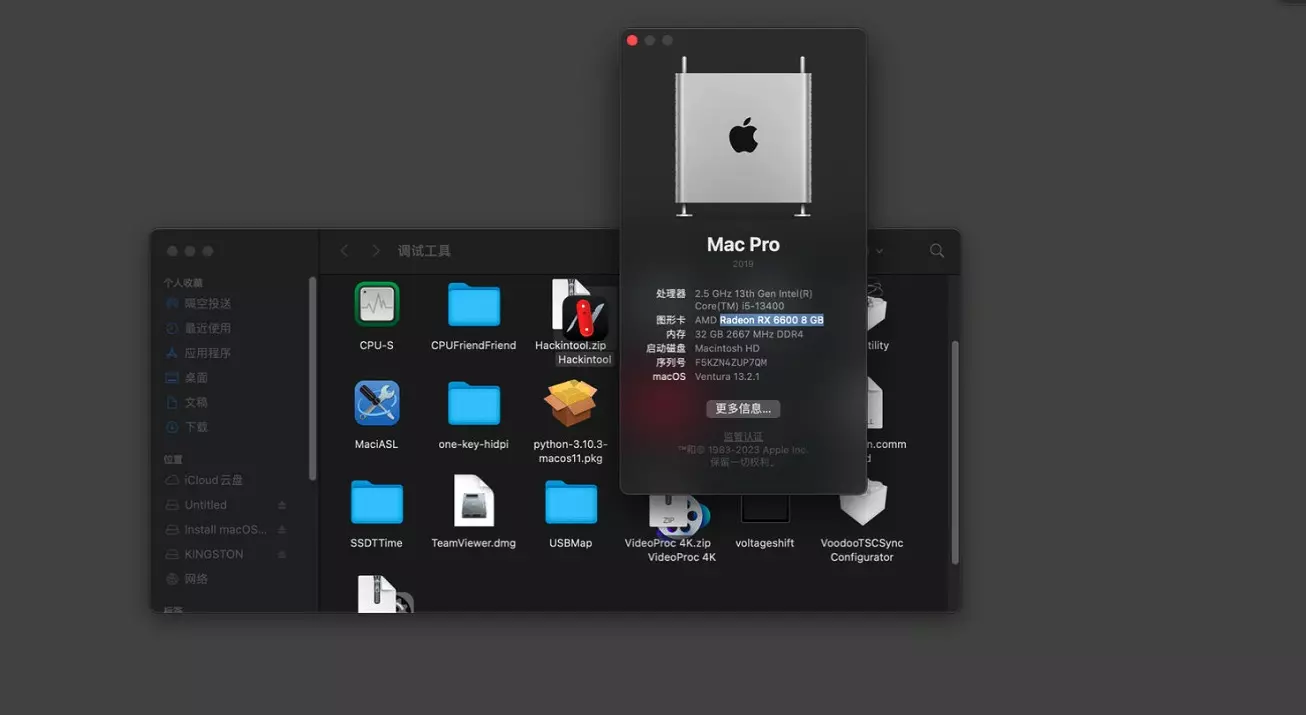 Mac Pro
2019
处理器 2.5 GHz 13th Gen Intel(R)
Core(TM) i5-13400
图形卡 AMD Radeon RX 6600 8 GB
内存 32 GB 2667 MHz DDR4
启动磁盘 Macintosh HD
序列号 F5KZN4ZUP7QM
macOS Ventura 13.2.1
更多信息...
监管认证
™和© 1983-2023 Apple Inc.
保留一切权利。
调试工具
个人收藏
隔空投送
最近使用
应用程序
桌面
文稿
下载
位置
iCloud 云盘
Untitled
Install macOS...
KINGSTON
网络
标签
CPU-S
CPUFriendFriend
Hackintool.zip
Hackintool
tility
MaciASL
one-key-hidpi
python-3.10.3-
macos11.pkg
n.comm
d
SSDTTime
TeamViewer.dmg
USBMap
ZIP
VideoProc 4K.zip
VideoProc 4K
voltageshift
VoodooTSCSync
Configurator